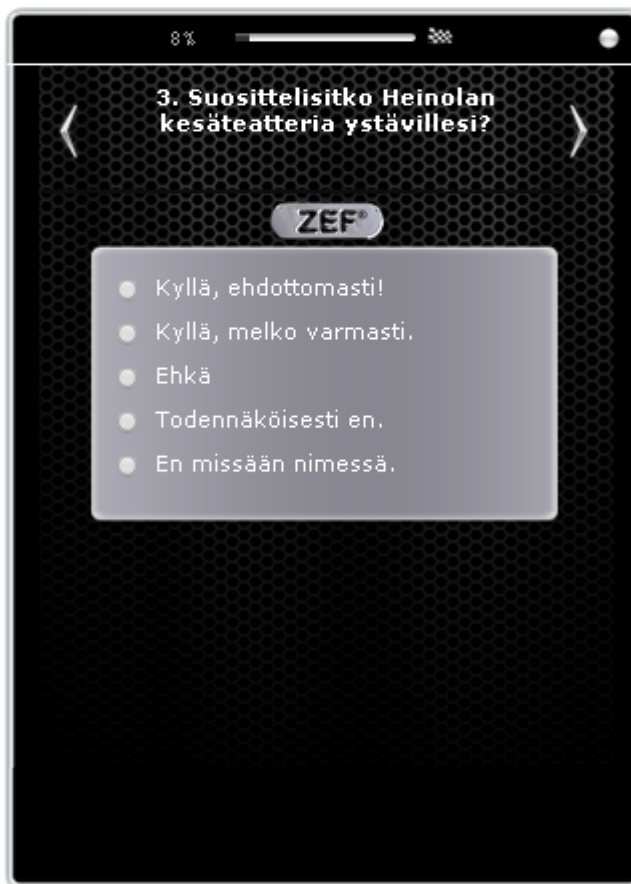 8%
3. Suosittelisitko Heinolan
kesäteatteria ystävillesi?
ZEF®
Kyllä, ehdottomasti!
Kyllä, melko varmasti.
Ehkä
Todennäköisesti en.
En missään nimessä.